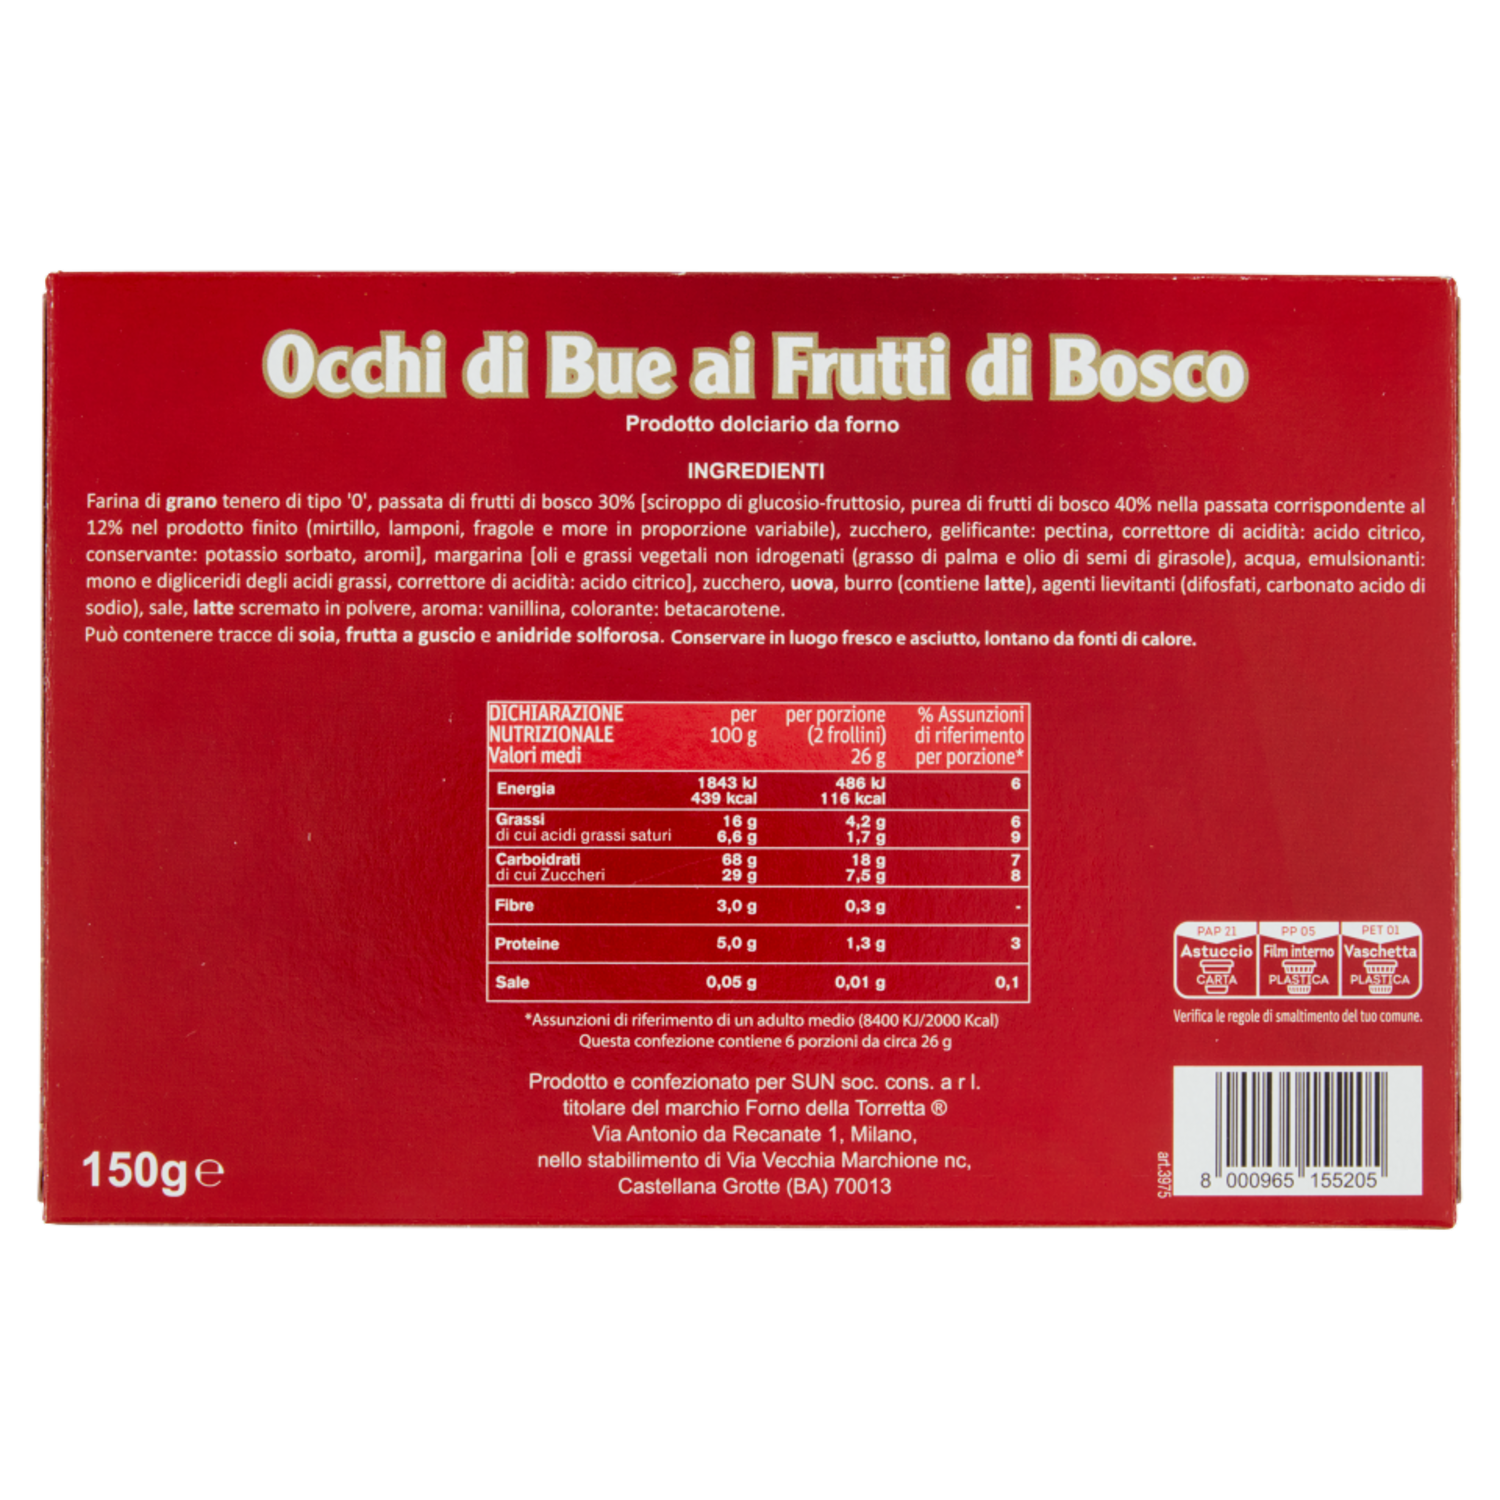 Occhi di Bue ai Frutti di Bosco
Prodotto dolciario da forno
INGREDIENTI
Farina di grano tenero di tipo '0', passata di frutti di bosco 30% [sciroppo di glucosio-fruttosio, purea di frutti di bosco 40% nella passata corrispondente al
12% nel prodotto finito (mirtillo, lamponi, fragole e more in proporzione variabile), zucchero, gelificante: pectina, correttore di acidità: acido citrico,
conservante: potassio sorbato, aromi], margarina [oli e grassi vegetali non idrogenati (grasso di palma e olio di semi di girasole), acqua, emulsionanti:
mono e digliceridi degli acidi grassi, correttore di acidità: acido citrico], zucchero, uova, burro (contiene latte), agenti lievitanti (difosfati, carbonato acido di
sodio), sale, latte scremato in polvere, aroma: vanillina, colorante: betacarotene.
Può contenere tracce di soia, frutta a guscio e anidride solforosa. Conservare in luogo fresco e asciutto, lontano da fonti di calore.
DICHIARAZIONE per per porzione % Assunzioni
NUTRIZIONALE 100 g (2 frollini) di riferimento
Valori medi 26 g per porzione*
Energia 1843 kJ 486 kJ 6
439 kcal 116 kcal
Grassi 16 g 4,2 g 6
di cui acidi grassi saturi 6,6 g 1,7 g 9
Carboidrati 68 g 18 g 7
di cui Zuccheri 29 g 7,5 g 8
Fibre 3,0 g 0,3 g -
Proteine 5,0 g 1,3 g 3
Sale 0,05 g 0,01 g 0,1
*Assunzioni di riferimento di un adulto medio (8400 KJ/2000 Kcal)
Questa confezione contiene 6 porzioni da circa 26 g
Prodotto e confezionato per SUN soc. cons. a r l.
titolare del marchio Forno della Torretta ®
Via Antonio da Recanate 1, Milano,
nello stabilimento di Via Vecchia Marchione nc,
Castellana Grotte (BA) 70013
150g e
PAP 21 PP 05 PET 01
Astuccio Film interno Vaschetta
CARTA PLASTICA PLASTICA
Verifica le regole di smaltimento del tuo comune.
art.3975
8 000965 155205